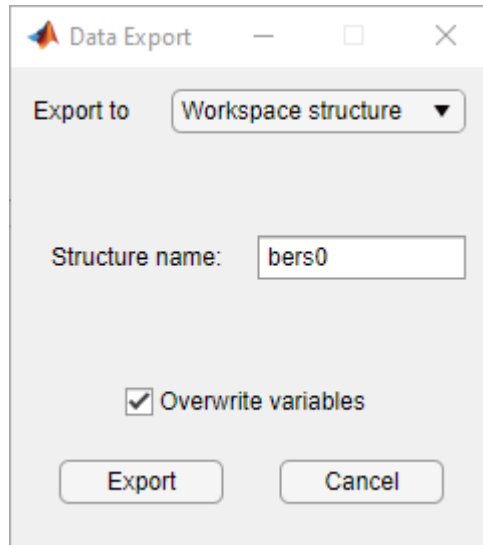 Data Export
Export to Workspace structure
Structure name: bers0
Overwrite variables
Export Cancel